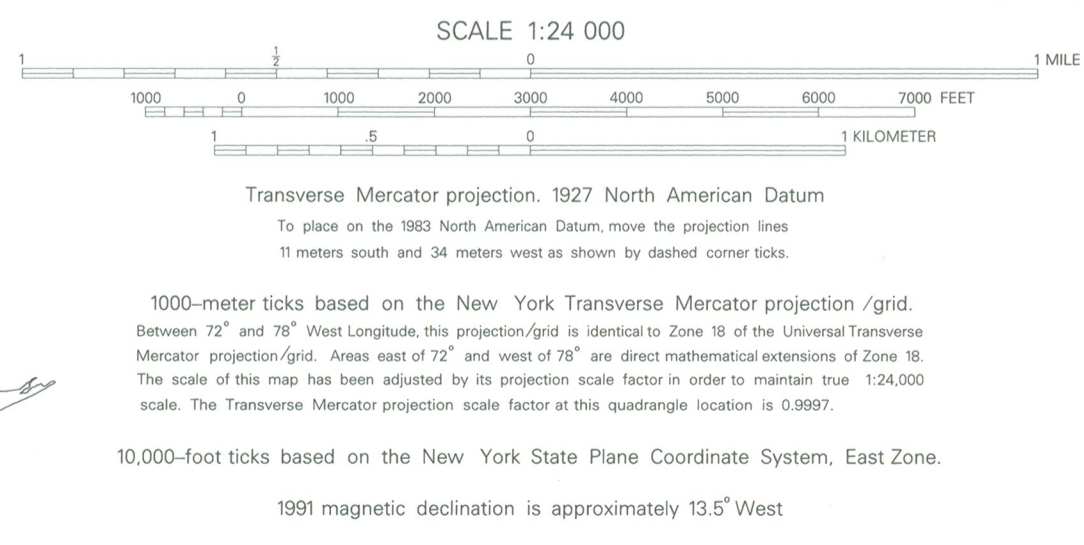 SCALE 1:24 000
1 ½ 0 1 MILE
1000 0 1000 2000 3000 4000 5000 6000 7000 FEET
1 .5 0 1 KILOMETER
Transverse Mercator projection. 1927 North American Datum
To place on the 1983 North American Datum, move the projection lines
11 meters south and 34 meters west as shown by dashed corner ticks.
1000–meter ticks based on the New York Transverse Mercator projection /grid.
Between 72° and 78° West Longitude, this projection/grid is identical to Zone 18 of the Universal Transverse
Mercator projection/grid. Areas east of 72° and west of 78° are direct mathematical extensions of Zone 18.
The scale of this map has been adjusted by its projection scale factor in order to maintain true 1:24,000
scale. The Transverse Mercator projection scale factor at this quadrangle location is 0.9997.
10,000–foot ticks based on the New York State Plane Coordinate System, East Zone.
1991 magnetic declination is approximately 13.5° West